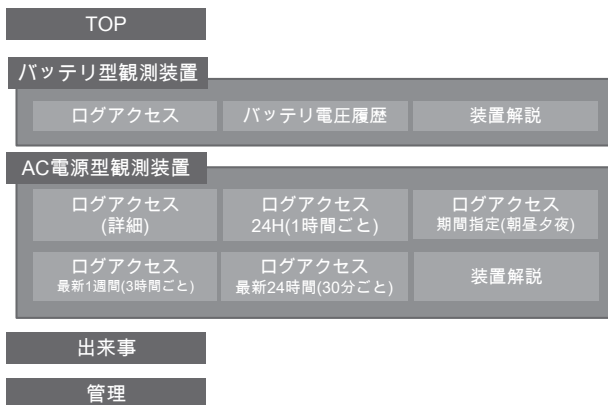 TOP
バッテリ型観測装置
ログアクセス
バッテリ電圧履歴
装置解説
AC電源型観測装置
ログアクセス
(詳細)
ログアクセス
24H(1時間ごと)
ログアクセス
期間指定(朝昼夕夜)
ログアクセス
最新1週間(3時間ごと)
ログアクセス
最新24時間(30分ごと)
装置解説
出来事
管理